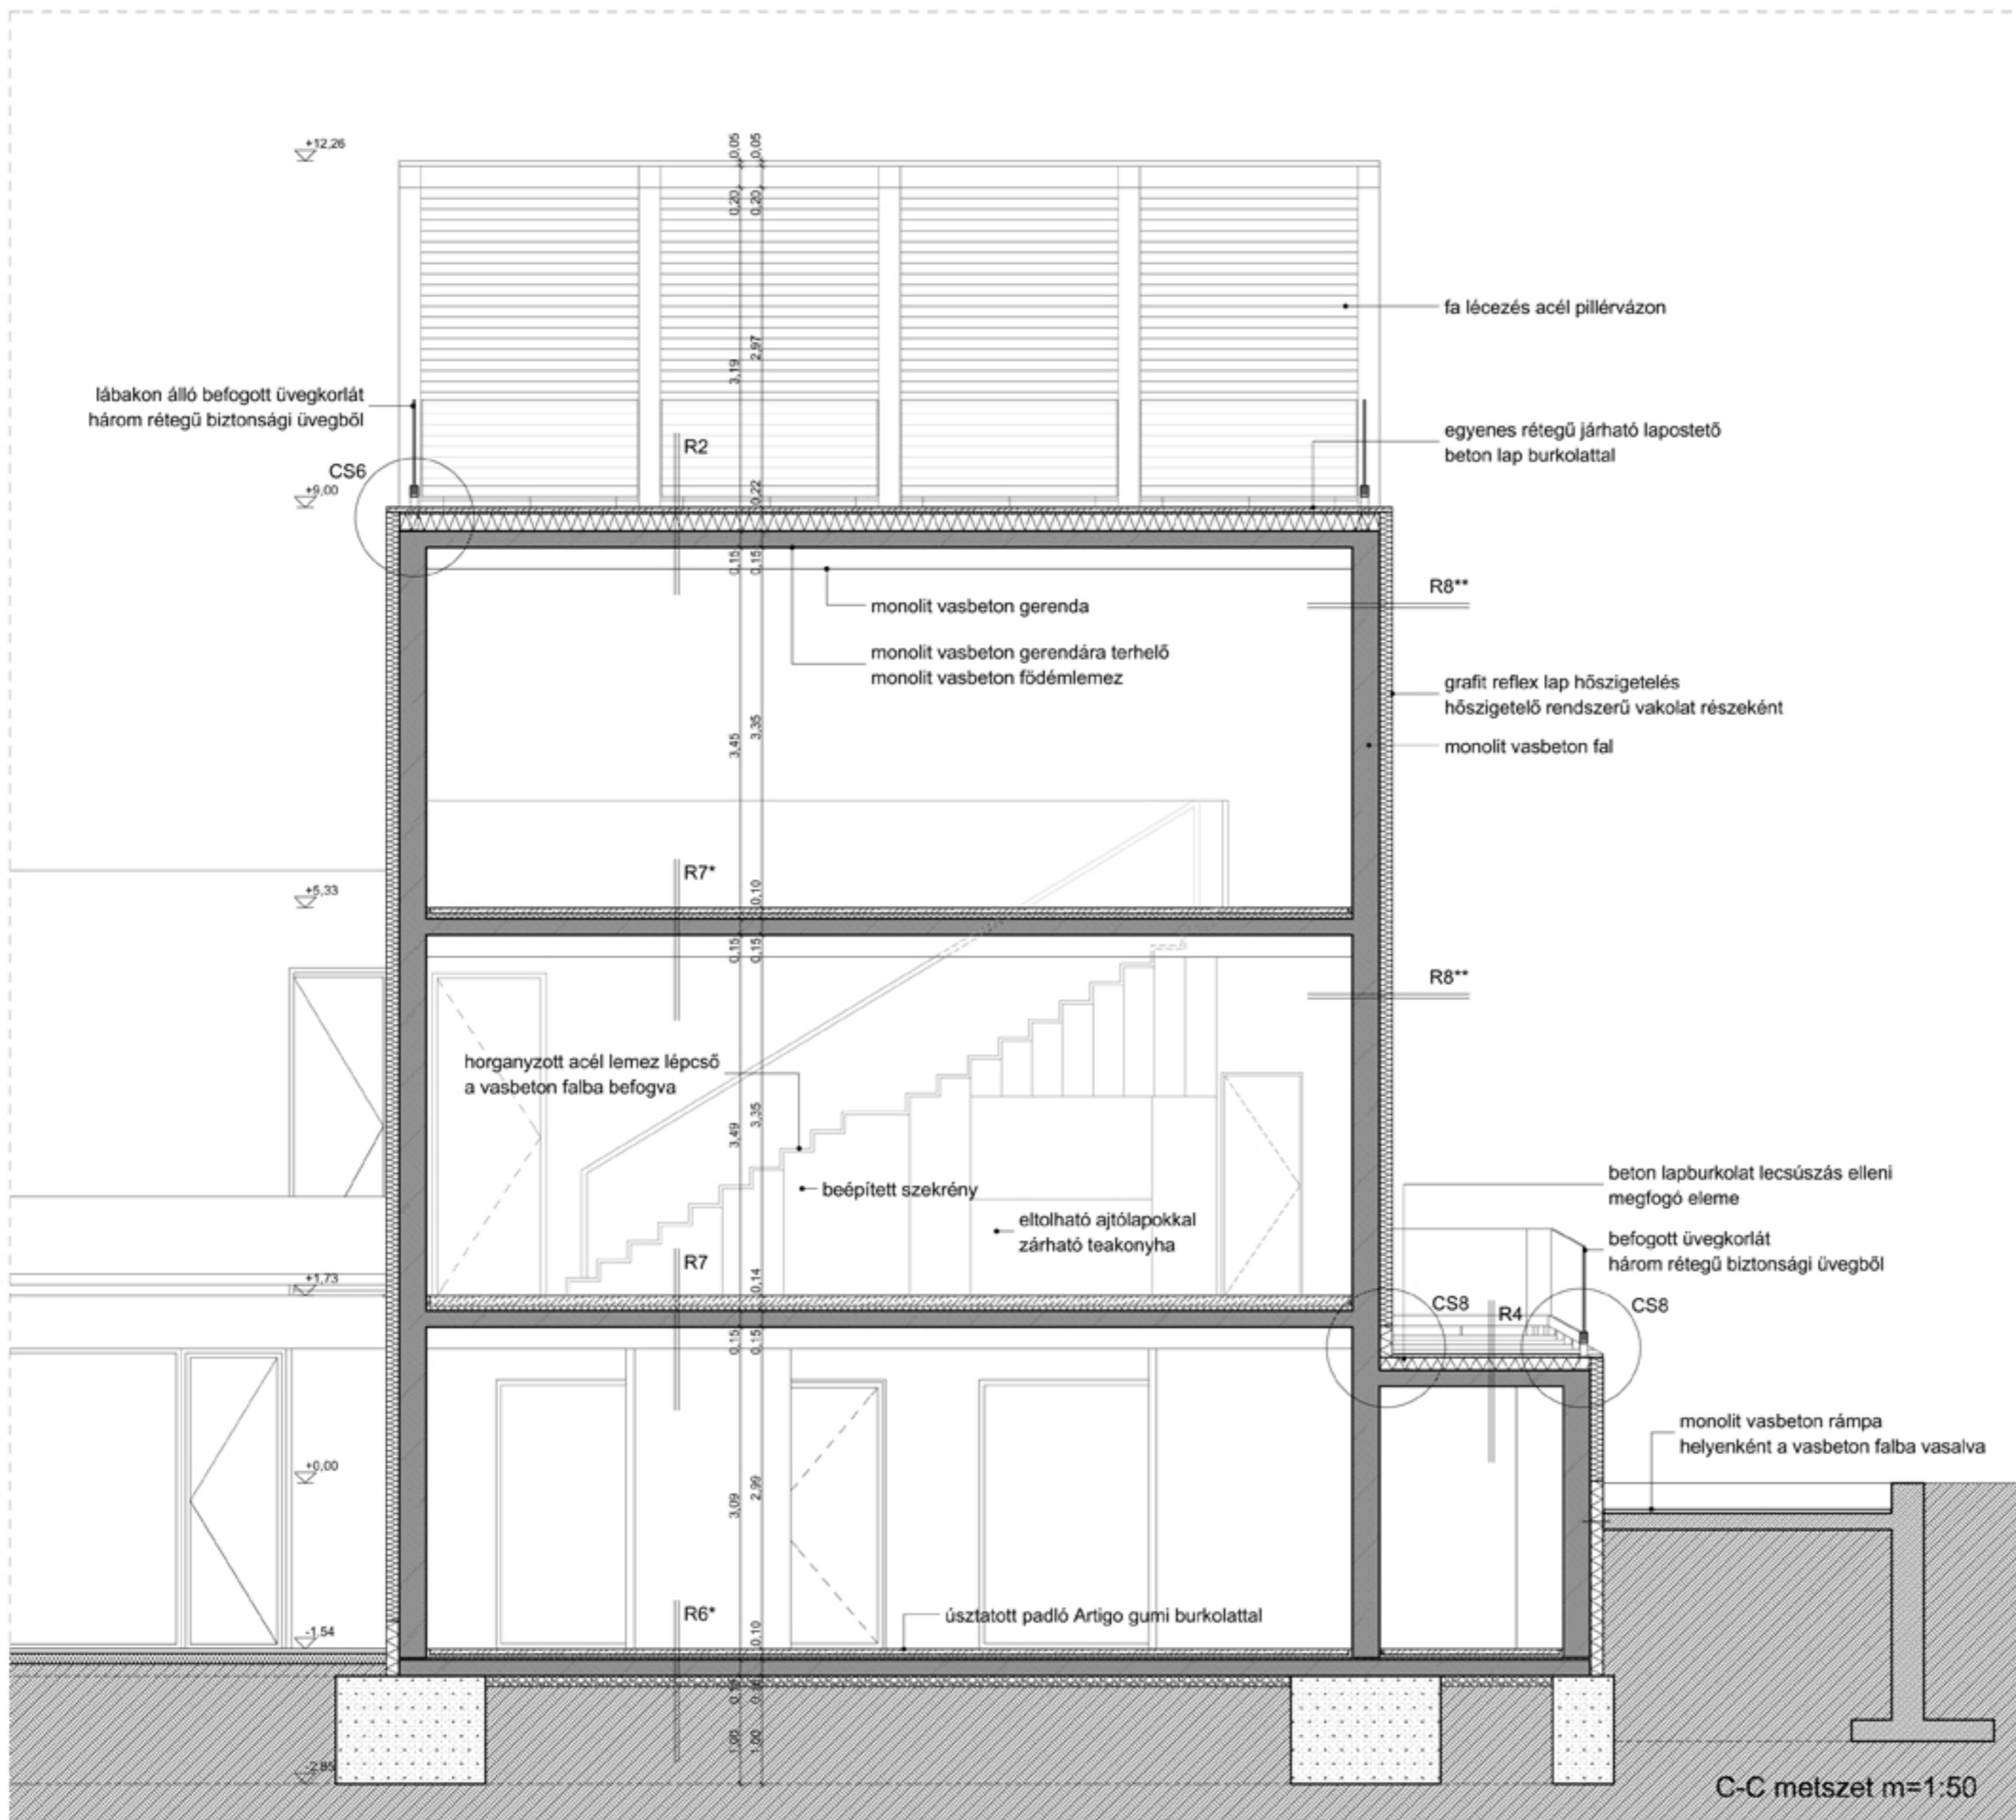 +12,26
0,05
0,05
0,20
0,20
3,19
2,97
fa lécezés acél pillérvázon
lábakon álló befogott üvegkorlát
három rétegű biztonsági üvegből
egyenes rétegű járható lapostető
beton lap burkolattal
R2
CS6
+9,00
0,22
0,15
0,15
R8**
monolit vasbeton gerenda
monolit vasbeton gerendára terhelő
monolit vasbeton födémlemez
grafit reflex lap hőszigetelés
hőszigetelő rendszerű vakolat részeként
monolit vasbeton fal
3,45
3,35
R7*
+5,33
0,10
0,15
0,15
R8**
horganyzott acél lemez lépcső
a vasbeton falba befogva
3,49
3,35
beépített szekrény
eltolható ajtólapokkal
zárható teakonyha
beton lapburkolat lecsúszás elleni
megfogó eleme
befogott üvegkorlát
három rétegű biztonsági üvegből
R7
+1,73
0,14
CS8
R4
CS8
0,15
0,15
monolit vasbeton rámpa
helyenként a vasbeton falba vasalva
+0,00
3,09
2,99
R6*
úsztatott padló Artigo gumi burkolattal
-1.54
0,10
1,00
1,00
-2,85
C-C metszet m=1:50